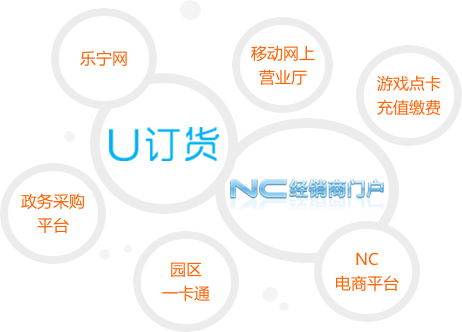 乐宁网
移动网上
营业厅
游戏点卡
充值缴费
U订货
NC 经销商门户
政务采购
平台
园区
一卡通
NC
电商平台